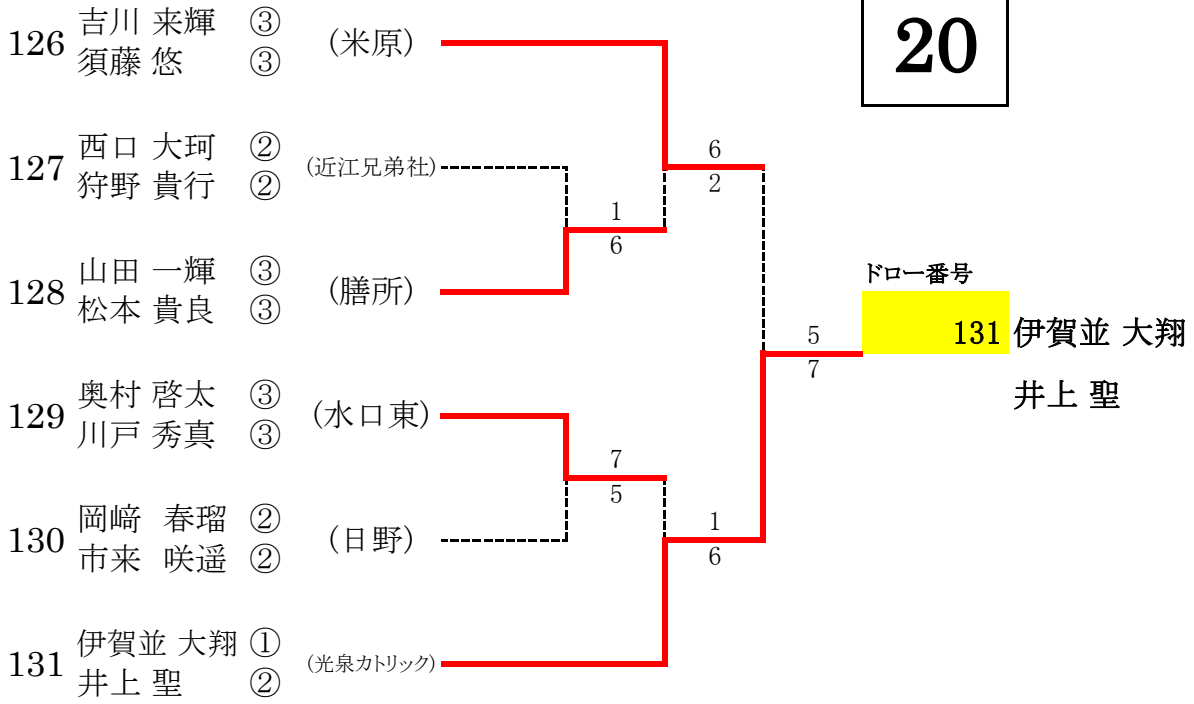 20
126 吉川 来輝 ③ (米原)
須藤 悠 ③
127 西口 大珂 ② (近江兄弟社)
狩野 貴行 ②
128 山田 一輝 ③ (膳所)
松本 貴良 ③
129 奥村 啓太 ③ (水口東)
川戸 秀真 ③
130 岡﨑 春瑠 ② (日野)
市来 咲遥 ②
131 伊賀並 大翔 ① (光泉カトリック)
井上 聖 ②
1
6
7
5
6
2
1
6
5
7
ドロー番号
131 伊賀並 大翔
井上 聖